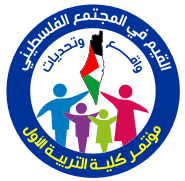 القيم في المجتمع الفلسطيني
واقع وتحديات
مؤتمر كلية التربية الأول